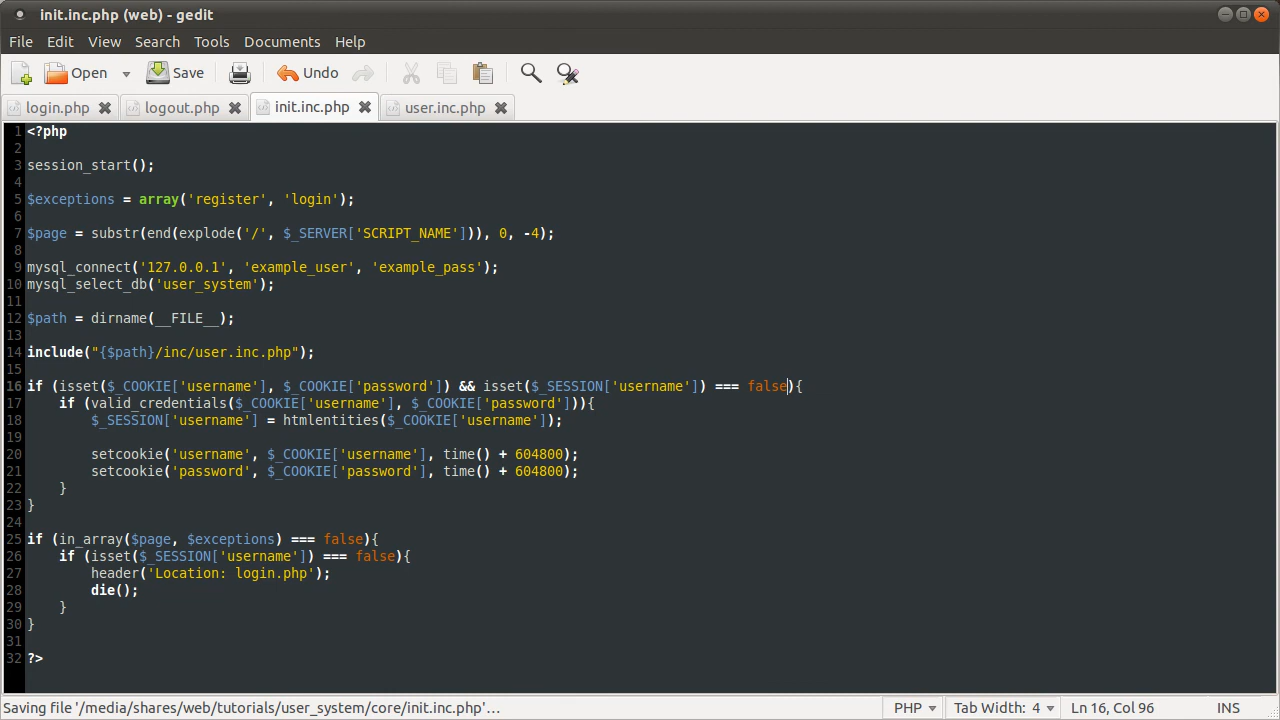 init.inc.php (web) - gedit
File Edit View Search Tools Documents Help
Open Save Undo
login.php logout.php init.inc.php user.inc.php
1 <?php
2
3 session_start();
4
5 $exceptions = array('register', 'login');
6
7 $page = substr(end(explode('/', $_SERVER['SCRIPT_NAME'])), 0, -4);
8
9 mysql_connect('127.0.0.1', 'example_user', 'example_pass');
10 mysql_select_db('user_system');
11
12 $path = dirname(__FILE__);
13
14 include("{$path}/inc/user.inc.php");
15
16 if (isset($_COOKIE['username'], $_COOKIE['password']) && isset($_SESSION['username']) === false){
17     if (valid_credentials($_COOKIE['username'], $_COOKIE['password'])){
18         $_SESSION['username'] = htmlentities($_COOKIE['username']);
19
20         setcookie('username', $_COOKIE['username'], time() + 604800);
21         setcookie('password', $_COOKIE['password'], time() + 604800);
22     }
23 }
24
25 if (in_array($page, $exceptions) === false){
26     if (isset($_SESSION['username']) === false){
27         header('Location: login.php');
28         die();
29     }
30 }
31
32 ?>
Saving file '/media/shares/web/tutorials/user_system/core/init.inc.php'... PHP Tab Width: 4 Ln 16, Col 96 INS